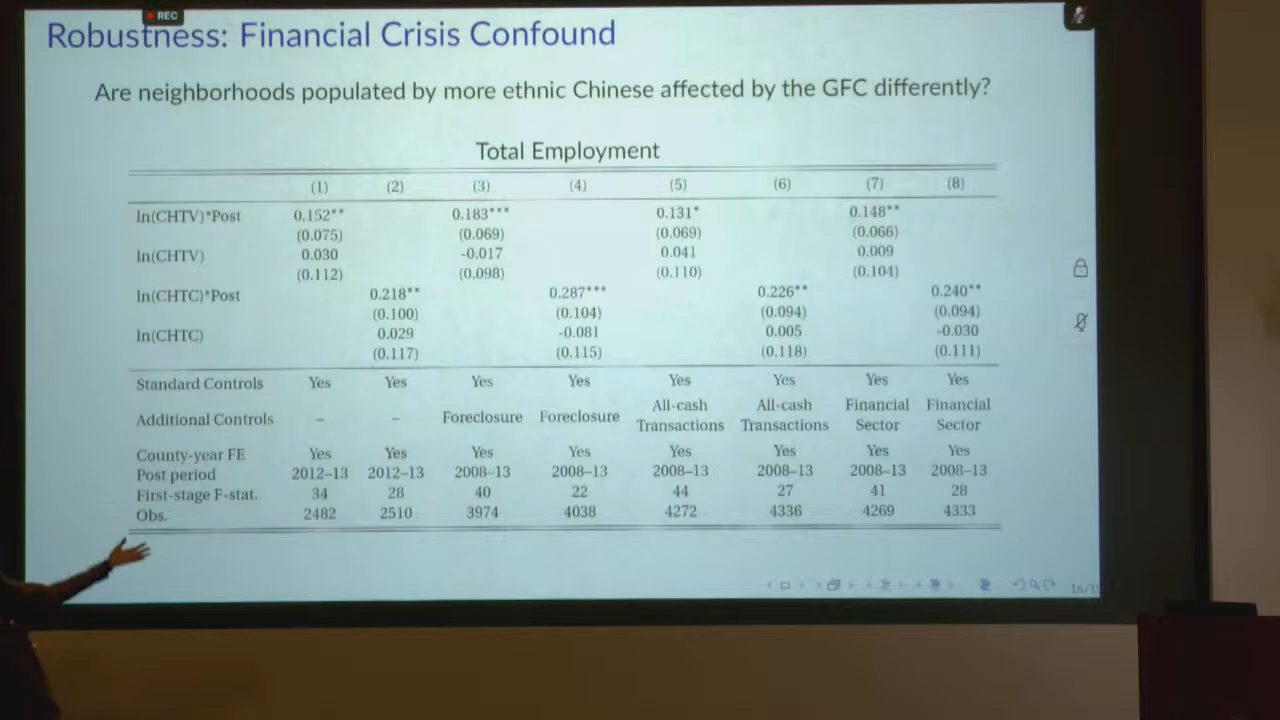 REC
Robustness: Financial Crisis Confound
Are neighborhoods populated by more ethnic Chinese affected by the GFC differently?
Total Employment
(1) (2) (3) (4) (5) (6) (7) (8)
ln(CHTV)*Post 0.152** 0.183*** 0.131* 0.148**
(0.075) (0.069) (0.069) (0.066)
ln(CHTV) 0.030 -0.017 0.041 0.009
(0.112) (0.098) (0.110) (0.104)
ln(CHTC)*Post 0.218** 0.287*** 0.226** 0.240**
(0.100) (0.104) (0.094) (0.094)
ln(CHTC) 0.029 -0.081 0.005 -0.030
(0.117) (0.115) (0.118) (0.111)
Standard Controls Yes Yes Yes Yes Yes Yes Yes Yes
Additional Controls – – Foreclosure Foreclosure All-cash Transactions All-cash Transactions Financial Sector Financial Sector
County-year FE Yes Yes Yes Yes Yes Yes Yes Yes
Post period 2012–13 2012–13 2008–13 2008–13 2008–13 2008–13 2008–13 2008–13
First-stage F-stat. 34 28 40 22 44 27 41 28
Obs. 2482 2510 3974 4038 4272 4336 4269 4333